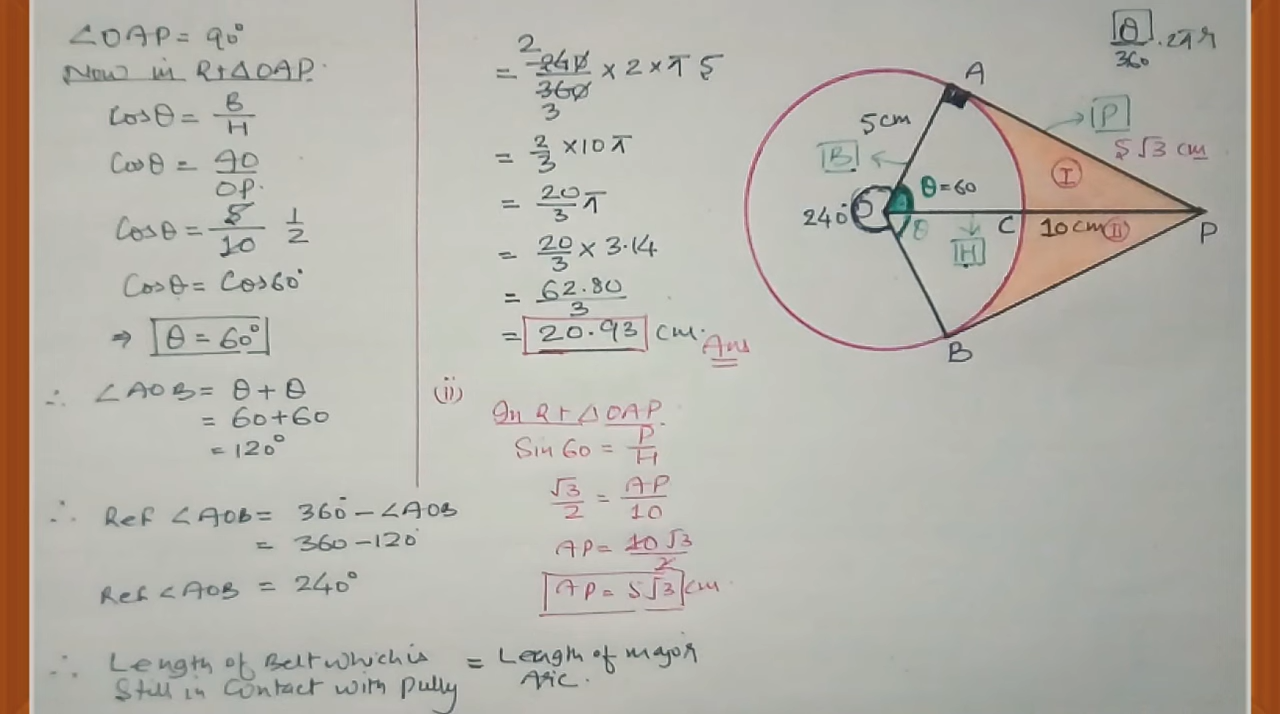 ∠OAP = 90°
Now in Rt△OAP.
Cosθ = B/H
Cosθ = AO/OP.
Cosθ = 5/10 1/2
Cosθ = Cos60°
⇒ θ = 60°
∴ ∠AOB = θ + θ
= 60+60
= 120°
∴ Ref ∠AOB = 360° - ∠AOB
= 360 - 120°
Ref ∠AOB = 240°
∴ Length of Belt which is
Still in Contact with pully
= Length of major
Arc.
2
= 240/360 × 2 × π 5
3
= 2/3 × 10π
= 20/3 π
= 20/3 × 3.14
= 62.80/3
= 20.93 cm.
Ans
(ii)
In Rt △OAP.
Sin 60 = P/H
√3/2 = AP/10
AP = 10√3/2
AP = 5√3 cm.
θ/360 . 2πr
A
5cm
P
5√3 cm
B
I
θ=60
240°
O
θ
C
10cm
II
P
H
B